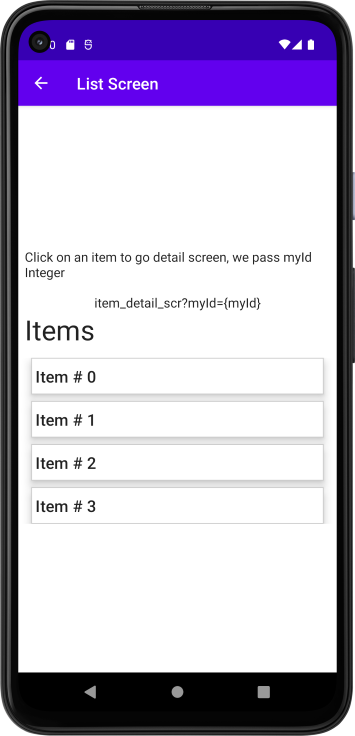 List Screen
Click on an item to go detail screen, we pass myId
Integer
item_detail_scr?myId={myId}
Items
Item # 0
Item # 1
Item # 2
Item # 3